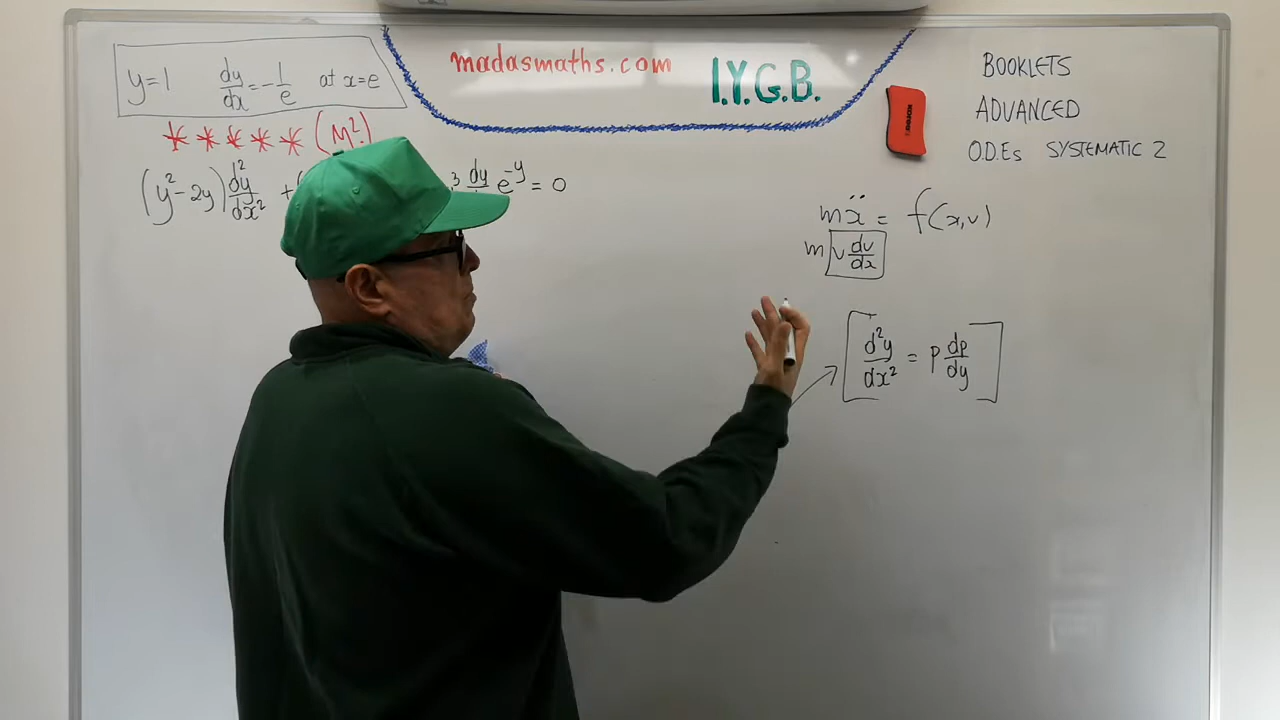 y=1 dy/dx=-1/e at x=e
madasmaths.com
I.Y.G.B.
BOOKLETS
ADVANCED
O.D.Es SYSTEMATIC 2
***** (M²)
(y²-2y)d²y/dx² + 3 dy/ e^-y = 0
mẍ = f(x,v)
m v dv/dx
d²y/dx² = p dp/dy